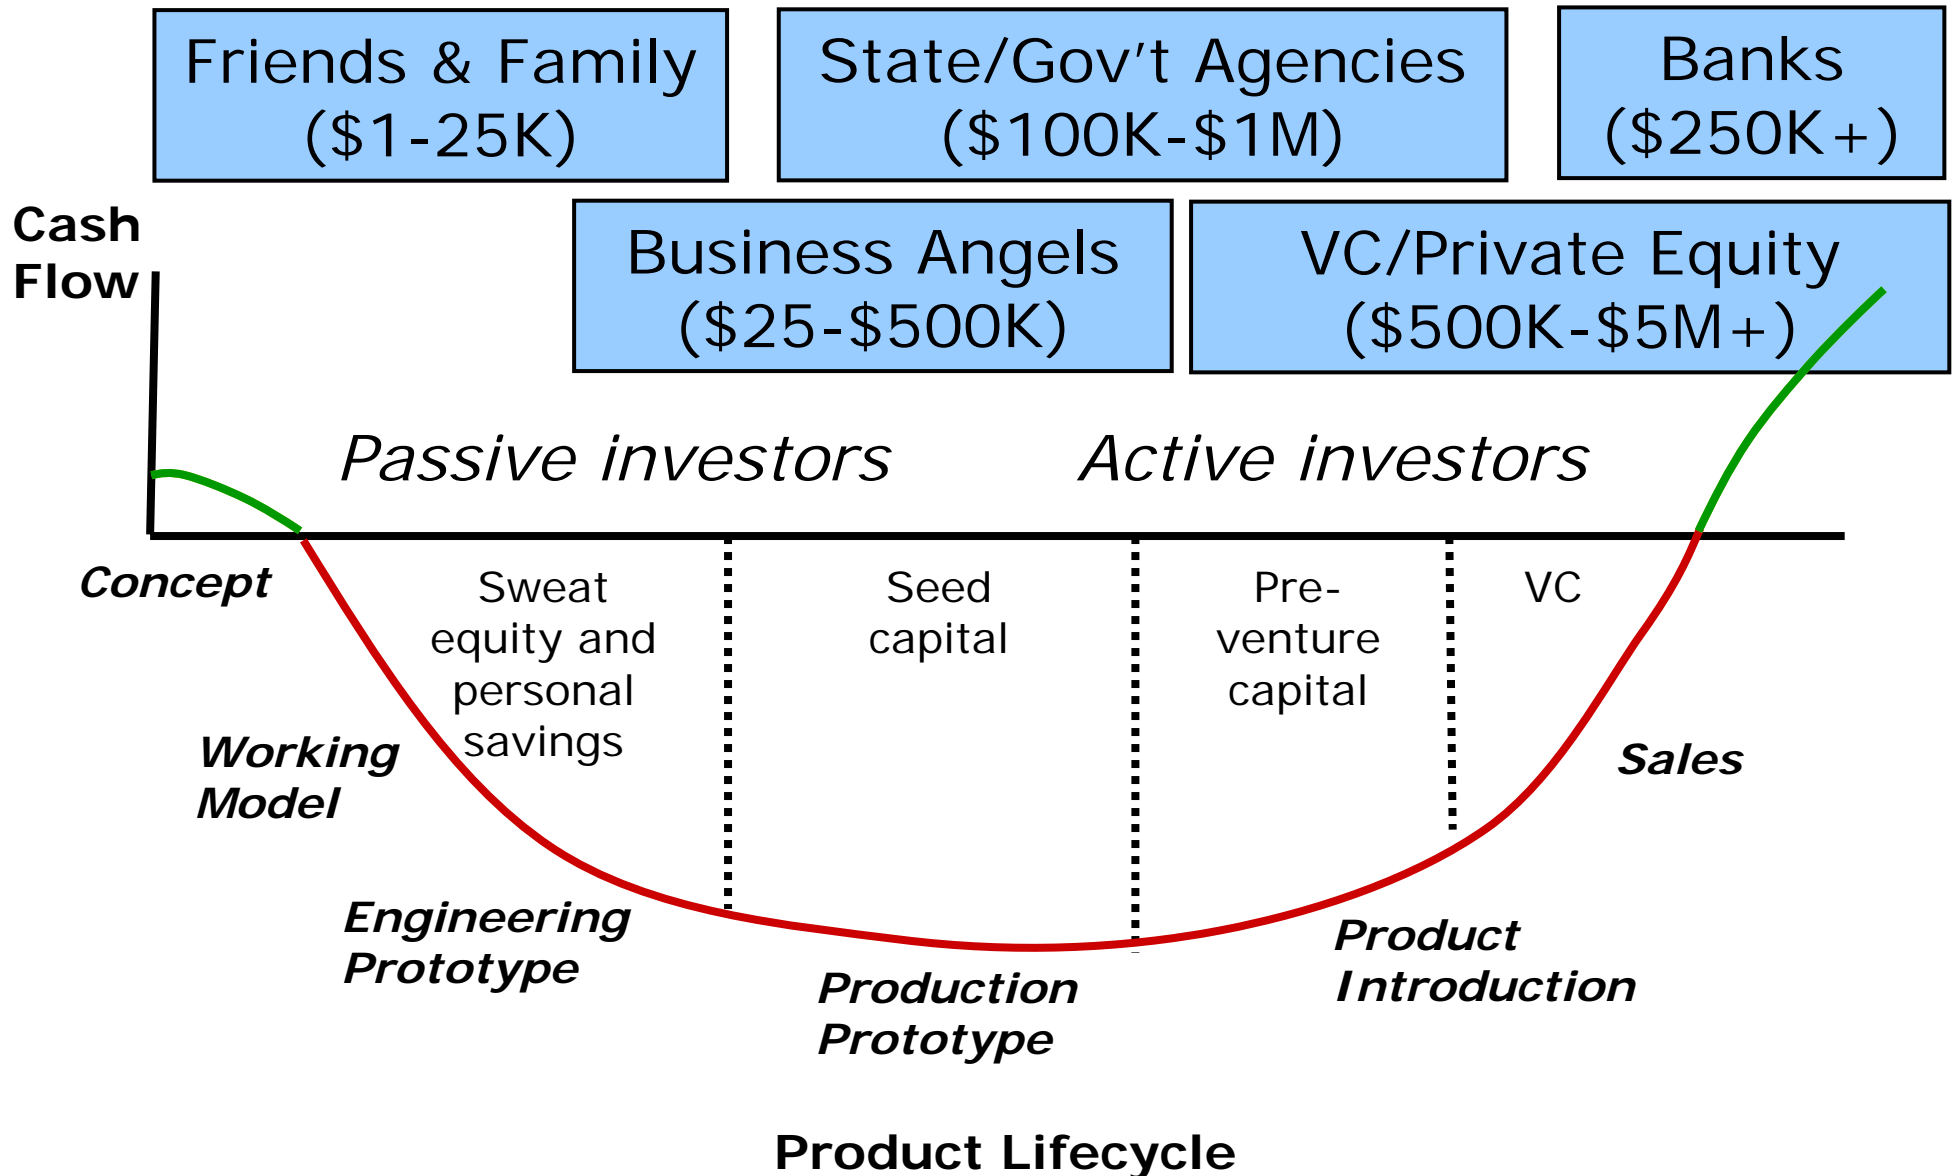 Friends & Family
($1-25K)
State/Gov't Agencies
($100K-$1M)
Banks
($250K+)
Cash
Flow
Business Angels
($25-$500K)
VC/Private Equity
($500K-$5M+)
Passive investors
Active investors
Concept
Sweat
equity and
personal
savings
Seed
capital
Pre-
venture
capital
VC
Working
Model
Sales
Engineering
Prototype
Production
Prototype
Product
Introduction
Product Lifecycle